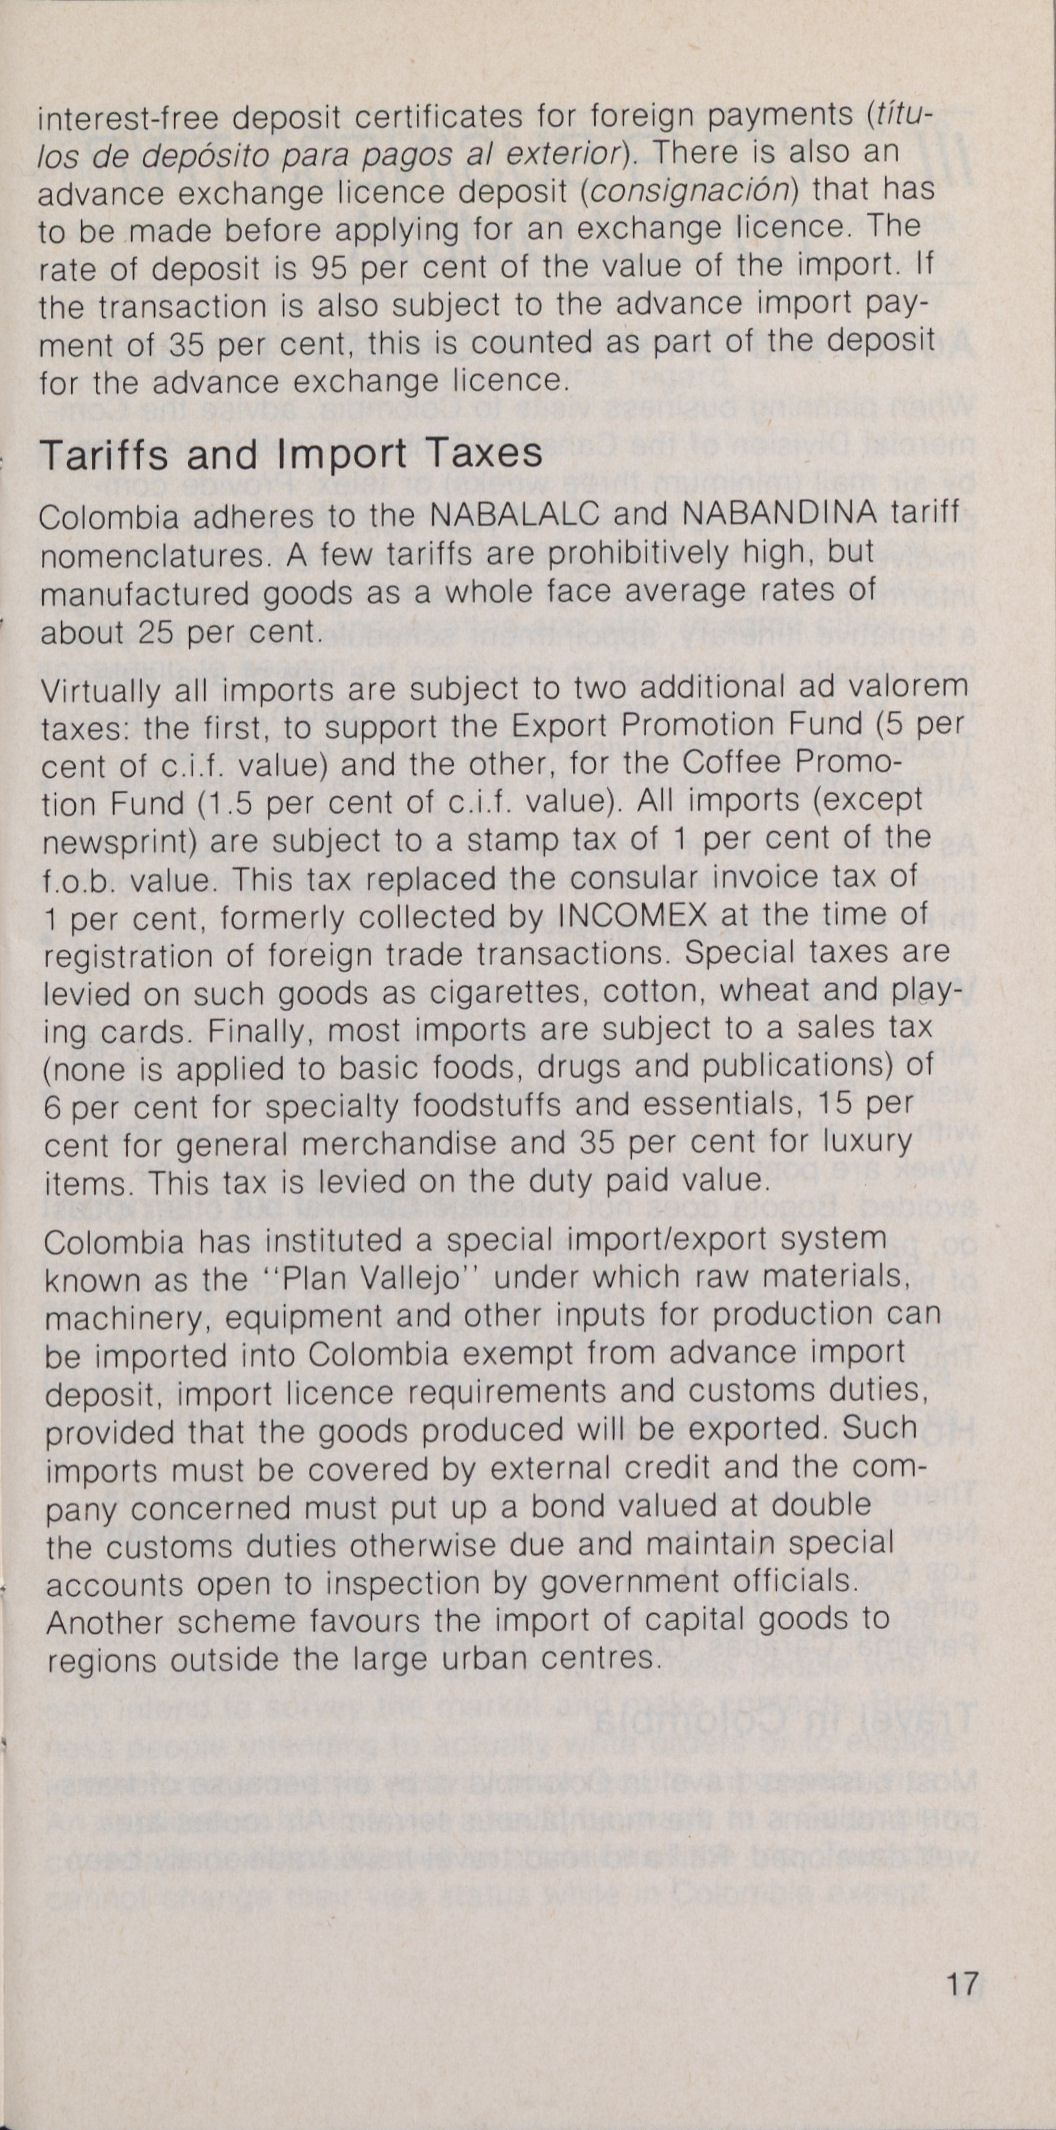 interest-free deposit certificates for foreign payments (títu-
los de depósito para pagos al exterior). There is also an
advance exchange licence deposit (consignación) that has
to be made before applying for an exchange licence. The
rate of deposit is 95 per cent of the value of the import. If
the transaction is also subject to the advance import pay-
ment of 35 per cent, this is counted as part of the deposit
for the advance exchange licence.
Tariffs and Import Taxes
Colombia adheres to the NABALALC and NABANDINA tariff
nomenclatures. A few tariffs are prohibitively high, but
manufactured goods as a whole face average rates of
about 25 per cent.
Virtually all imports are subject to two additional ad valorem
taxes: the first, to support the Export Promotion Fund (5 per
cent of c.i.f. value) and the other, for the Coffee Promo-
tion Fund (1.5 per cent of c.i.f. value). All imports (except
newsprint) are subject to a stamp tax of 1 per cent of the
f.o.b. value. This tax replaced the consular invoice tax of
1 per cent, formerly collected by INCOMEX at the time of
registration of foreign trade transactions. Special taxes are
levied on such goods as cigarettes, cotton, wheat and play-
ing cards. Finally, most imports are subject to a sales tax
(none is applied to basic foods, drugs and publications) of
6 per cent for specialty foodstuffs and essentials, 15 per
cent for general merchandise and 35 per cent for luxury
items. This tax is levied on the duty paid value.
Colombia has instituted a special import/export system
known as the "Plan Vallejo" under which raw materials,
machinery, equipment and other inputs for production can
be imported into Colombia exempt from advance import
deposit, import licence requirements and customs duties,
provided that the goods produced will be exported. Such
imports must be covered by external credit and the com-
pany concerned must put up a bond valued at double
the customs duties otherwise due and maintain special
accounts open to inspection by government officials.
Another scheme favours the import of capital goods to
regions outside the large urban centres.
17